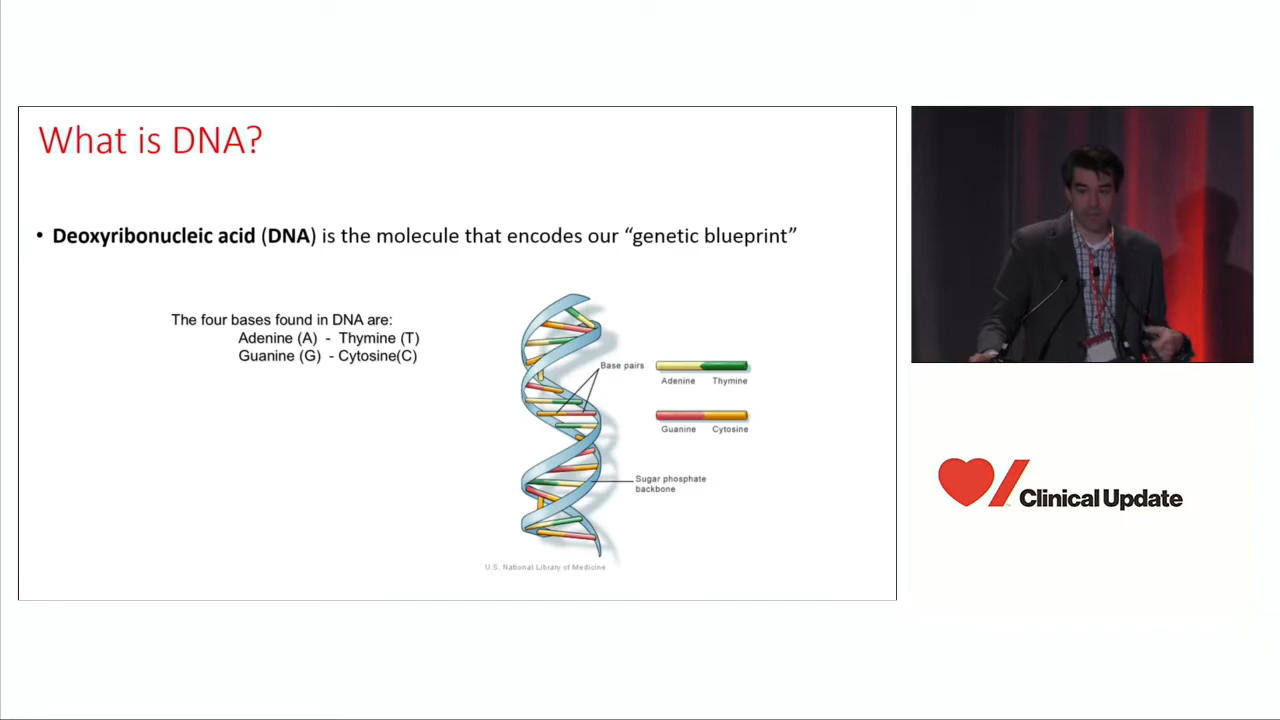 What is DNA?
• Deoxyribonucleic acid (DNA) is the molecule that encodes our “genetic blueprint”
The four bases found in DNA are:
Adenine (A) - Thymine (T)
Guanine (G) - Cytosine(C)
Base pairs
Adenine Thymine
Guanine Cytosine
Sugar phosphate
backbone
U.S. National Library of Medicine
Clinical Update